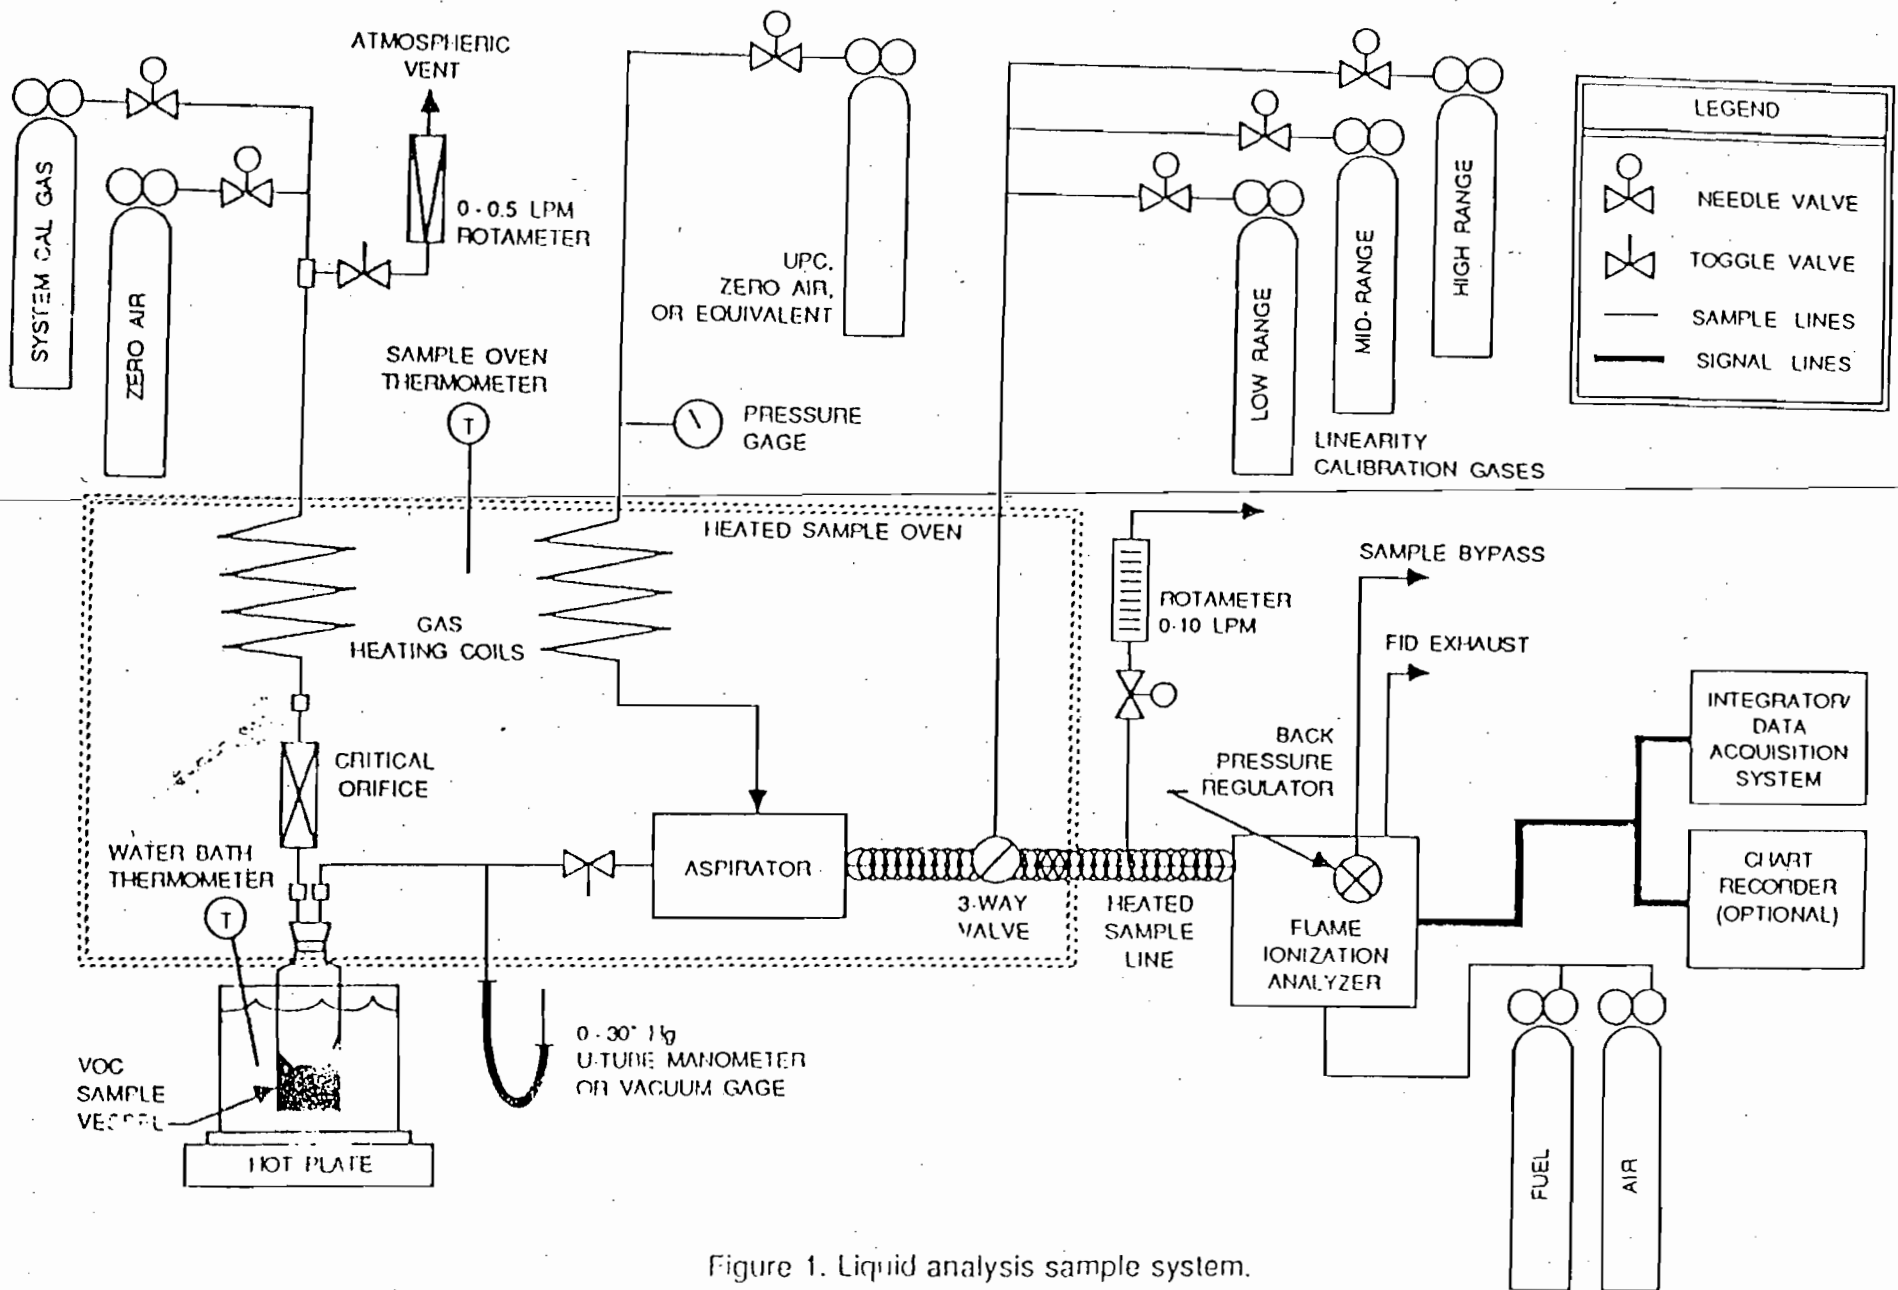 ATMOSPHERIC
VENT
SYSTEM CAL GAS
ZERO AIR
0-0.5 LPM
ROTAMETER
UPC,
ZERO AIR,
OR EQUIVALENT
LOW RANGE
MID-RANGE
HIGH RANGE
LINEARITY
CALIBRATION GASES
LEGEND
NEEDLE VALVE
TOGGLE VALVE
SAMPLE LINES
SIGNAL LINES
SAMPLE OVEN
THERMOMETER
T
PRESSURE
GAGE
HEATED SAMPLE OVEN
GAS
HEATING COILS
CRITICAL
ORIFICE
WATER BATH
THERMOMETER
T
ASPIRATOR
3-WAY
VALVE
HEATED
SAMPLE
LINE
ROTAMETER
0-10 LPM
SAMPLE BYPASS
FID EXHAUST
BACK
PRESSURE
REGULATOR
FLAME
IONIZATION
ANALYZER
INTEGRATOR/
DATA
ACQUISITION
SYSTEM
CHART
RECORDER
(OPTIONAL)
0-30" Hg
U-TUBE MANOMETER
OR VACUUM GAGE
VOC
SAMPLE
HOT PLATE
FUEL
AIR
Figure 1. Liquid analysis sample system.